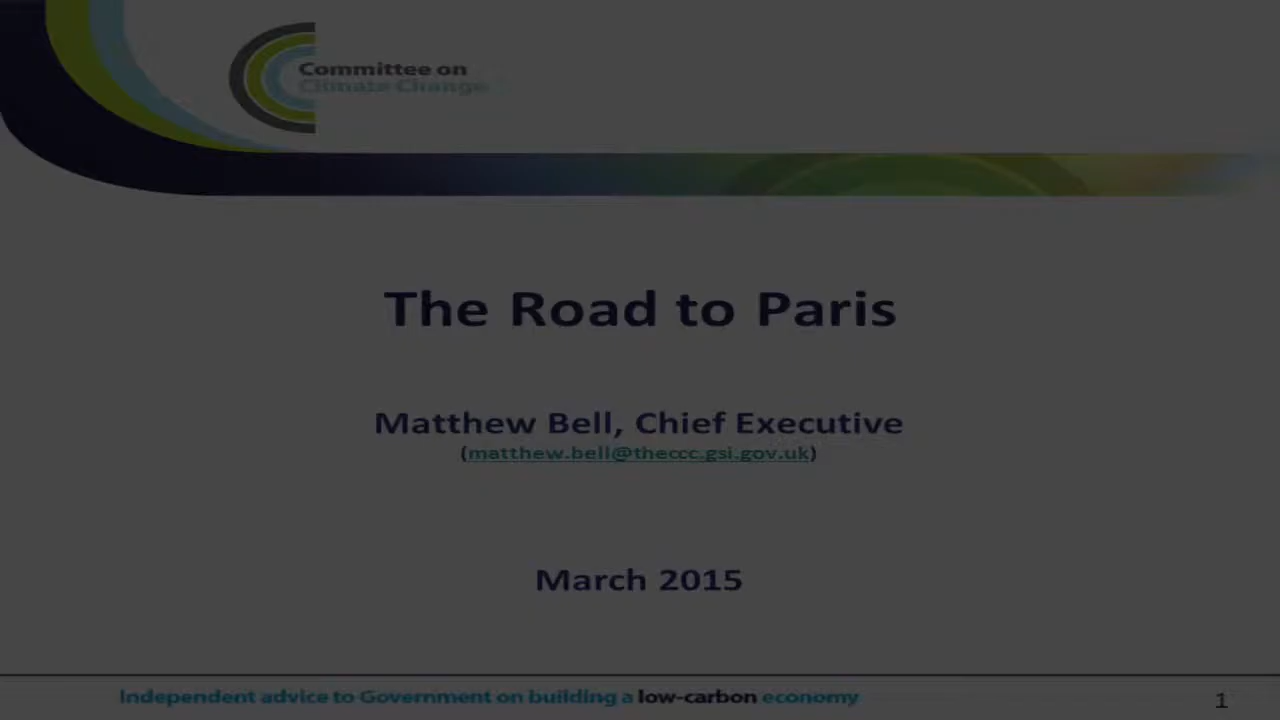 Committee on
Climate Change
The Road to Paris
Matthew Bell, Chief Executive
(matthew.bell@theccc.gsi.gov.uk)
March 2015
Independent advice to Government on building a low-carbon economy
1